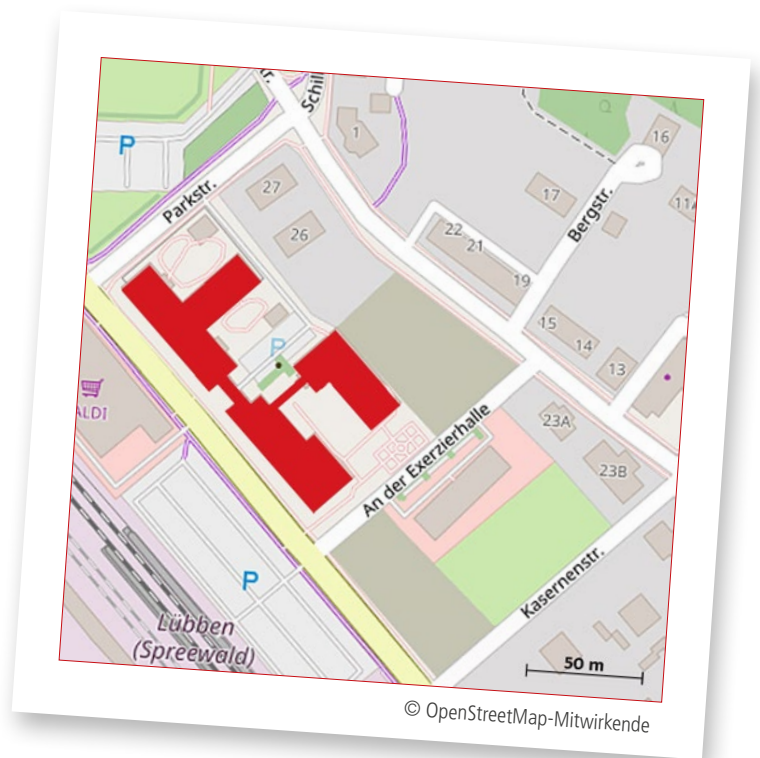 Schil
r.
1
16
P
Parkstr.
27
17
11A
26
Bergstr.
22
21
19
15
14
13
P
ALDI
An der Exerzierhalle
23A
23B
P
Kasernenstr.
Lübben
(Spreewald)
50 m
© OpenStreetMap-Mitwirkende